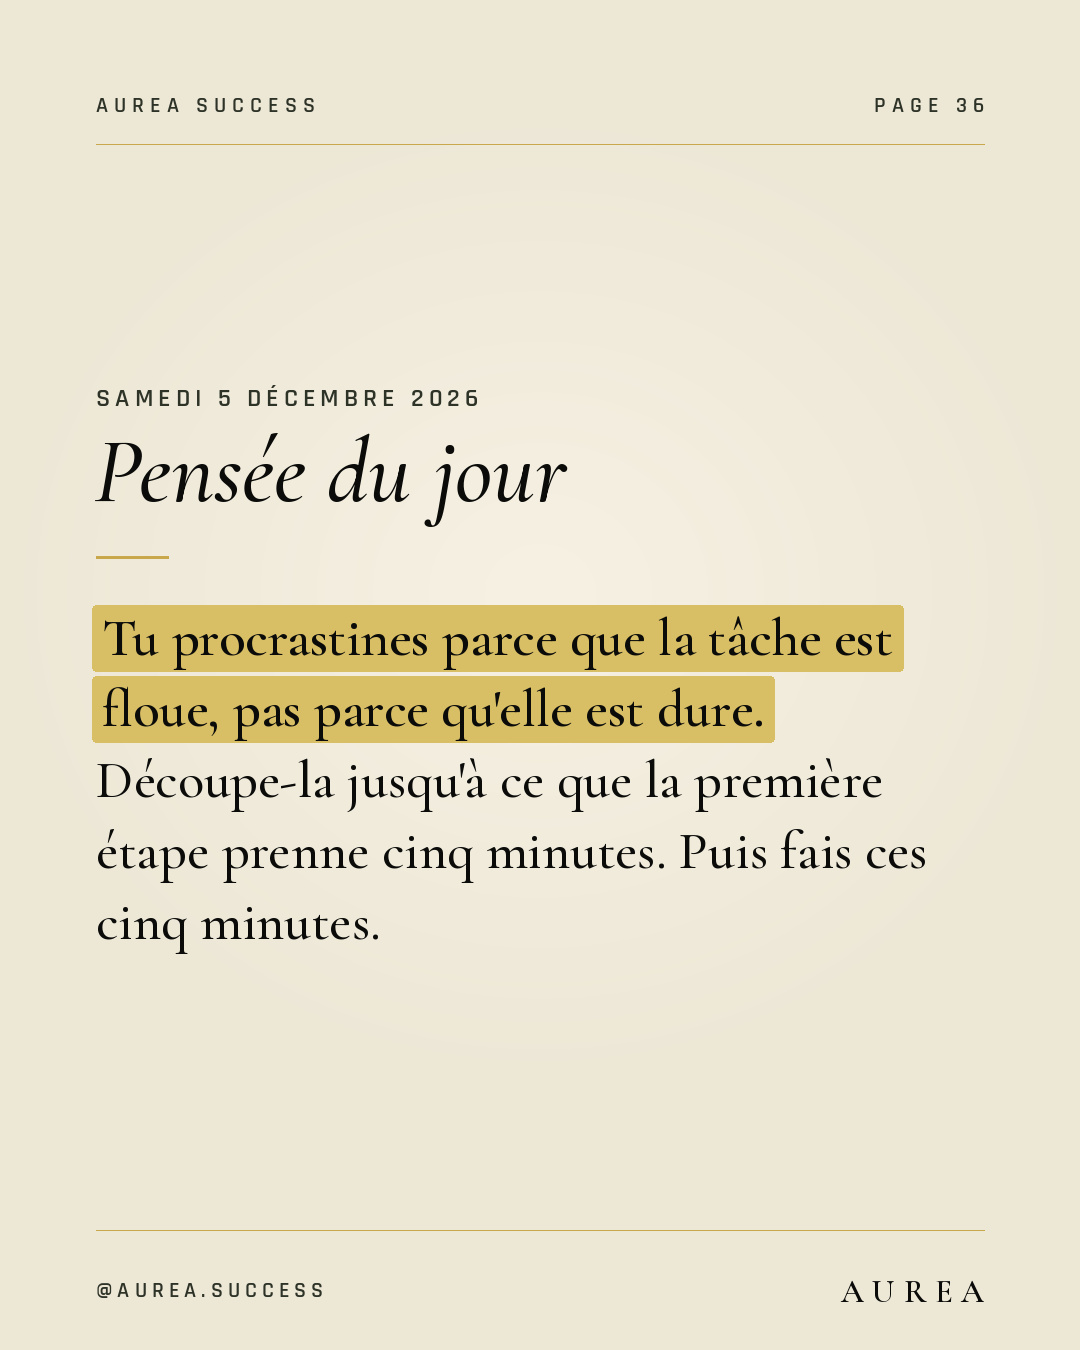 AUREA SUCCESS
PAGE 36
SAMEDI 5 DÉCEMBRE 2026
Pensée du jour
Tu procrastines parce que la tâche est
floue, pas parce qu'elle est dure.
Découpe-la jusqu'à ce que la première
étape prenne cinq minutes. Puis fais ces
cinq minutes.
@AUREA.SUCCESS
AUREA